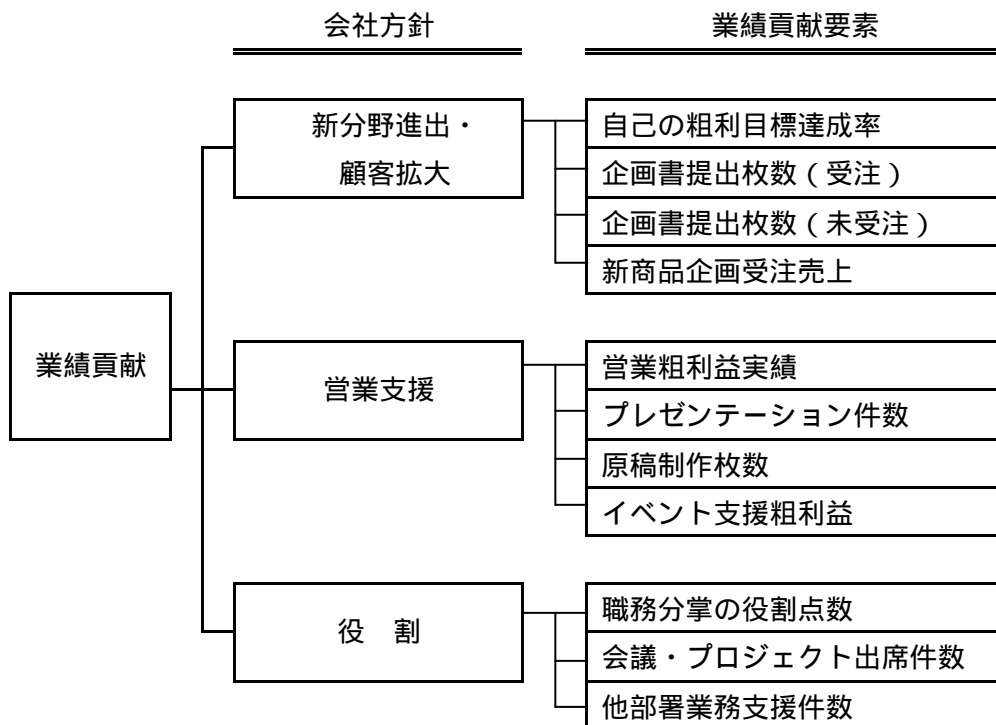 会社方針
業績貢献要素
新分野進出・
顧客拡大
自己の粗利目標達成率
企画書提出枚数(受注)
企画書提出枚数(未受注)
新商品企画受注売上
業績貢献
営業支援
営業粗利益実績
プレゼンテーション件数
原稿制作枚数
イベント支援粗利益
役 割
職務分掌の役割点数
会議・プロジェクト出席件数
他部署業務支援件数